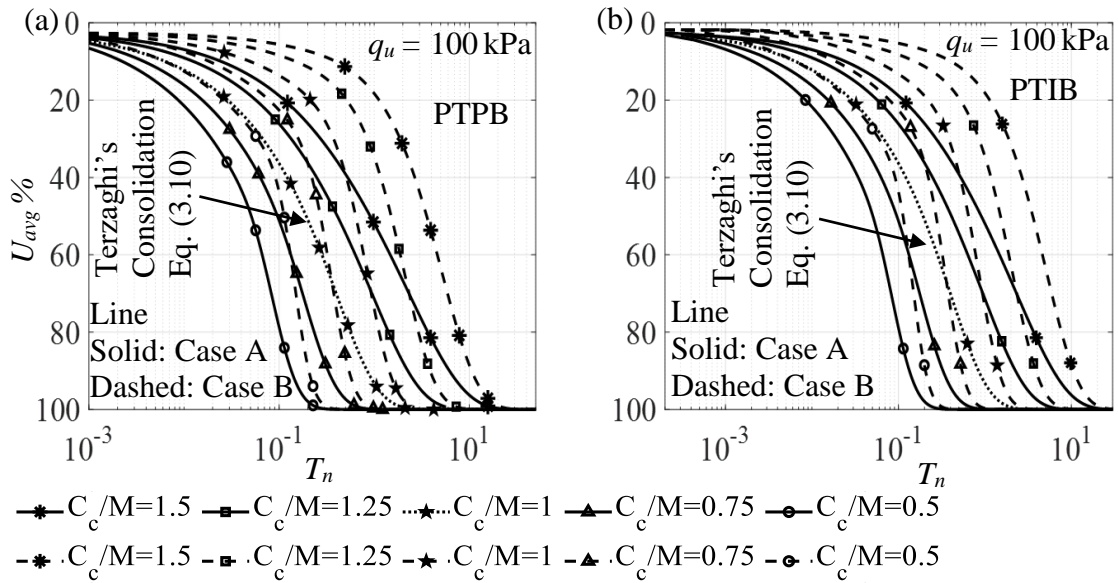 (a)
q_u = 100 kPa
PTPB
Terzaghi's
Consolidation
Eq. (3.10)
Line
Solid: Case A
Dashed: Case B
U_avg %
0
20
40
60
80
100
10^-3
10^-1
10^1
T_n
(b)
q_u = 100 kPa
PTIB
Terzaghi's
Consolidation
Eq. (3.10)
Line
Solid: Case A
Dashed: Case B
0
20
40
60
80
100
10^-3
10^-1
10^1
T_n
C_c/M=1.5 C_c/M=1.25 C_c/M=1 C_c/M=0.75 C_c/M=0.5
C_c/M=1.5 C_c/M=1.25 C_c/M=1 C_c/M=0.75 C_c/M=0.5